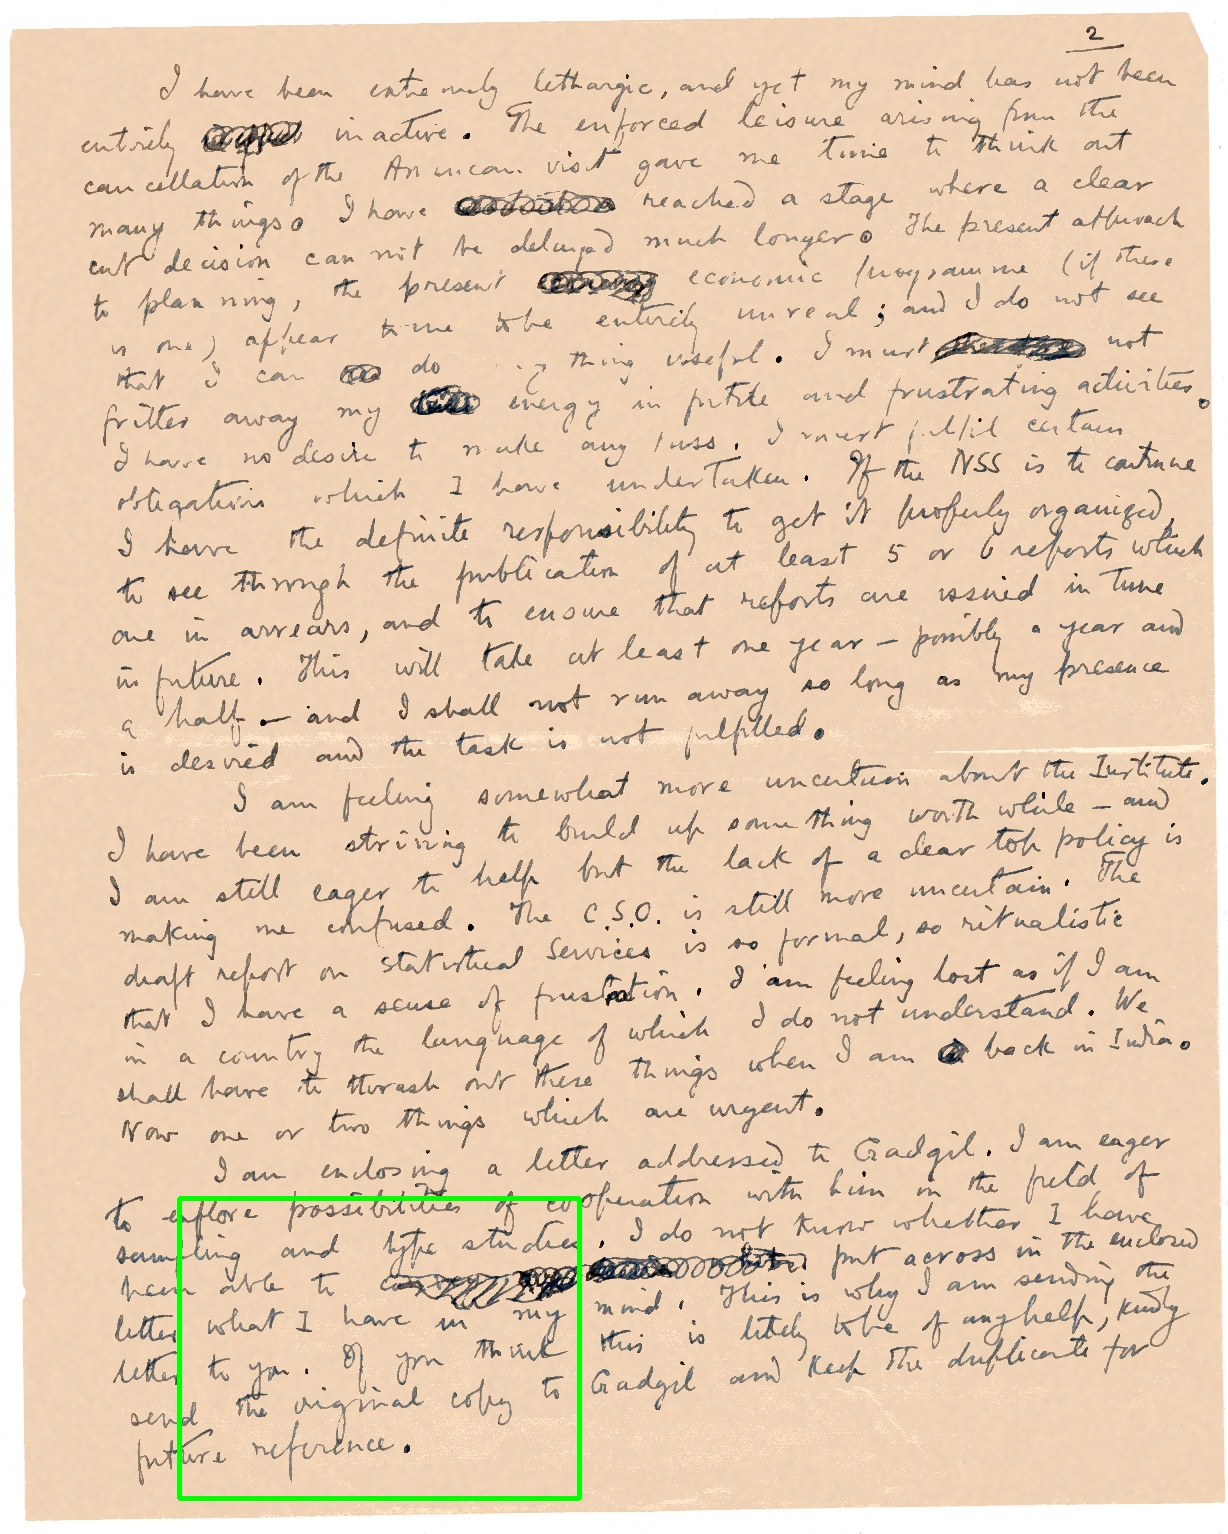 2
I have been extremely lethargic, and yet my mind has not been
entirely inactive. The enforced leisure arising from the
cancellation of the American visit gave me time to think out
many things. I have reached a stage where a clear
cut decision can not be delayed much longer. The present approach
to planning, the present economic programme (if there
is one) appear to me to be entirely unreal; and I do not see
that I can do thing useful. I must not
fritter away my energy in futile and frustrating activities.
I have no desire to make any fuss. I must fulfil certain
obligations which I have undertaken. If the NSS is to continue
I have the definite responsibility to get it properly organized,
to see through the publication of at least 5 or 6 reports which
are in arrears, and to ensure that reports are issued in time
in future. This will take at least one year - possibly a year and
a half - and I shall not run away so long as my presence
is desired and the task is not fulfilled.
I am feeling somewhat more uncertain about the Institute.
I have been striving to build up something worth while - and
I am still eager to help but the lack of a clear top policy is
making me confused. The C.S.O. is still more uncertain. The
draft report on Statistical Services is so formal, so ritualistic
that I have a sense of frustation. I am feeling lost as if I am
in a country the language of which I do not understand. We
shall have to thrash out these things when I am back in India.
Now one or two things which are urgent.
I am enclosing a letter addressed to Gadgil. I am eager
to explore possibilities of cooperation with him in the field of
sampling and type studies. I do not know whether I have
been able to put across in the enclosed
letter what I have in my mind. This is why I am sending the
letter to you. If you think this is likely to be of any help, kindly
send the original copy to Gadgil and keep the duplicate for
future reference.